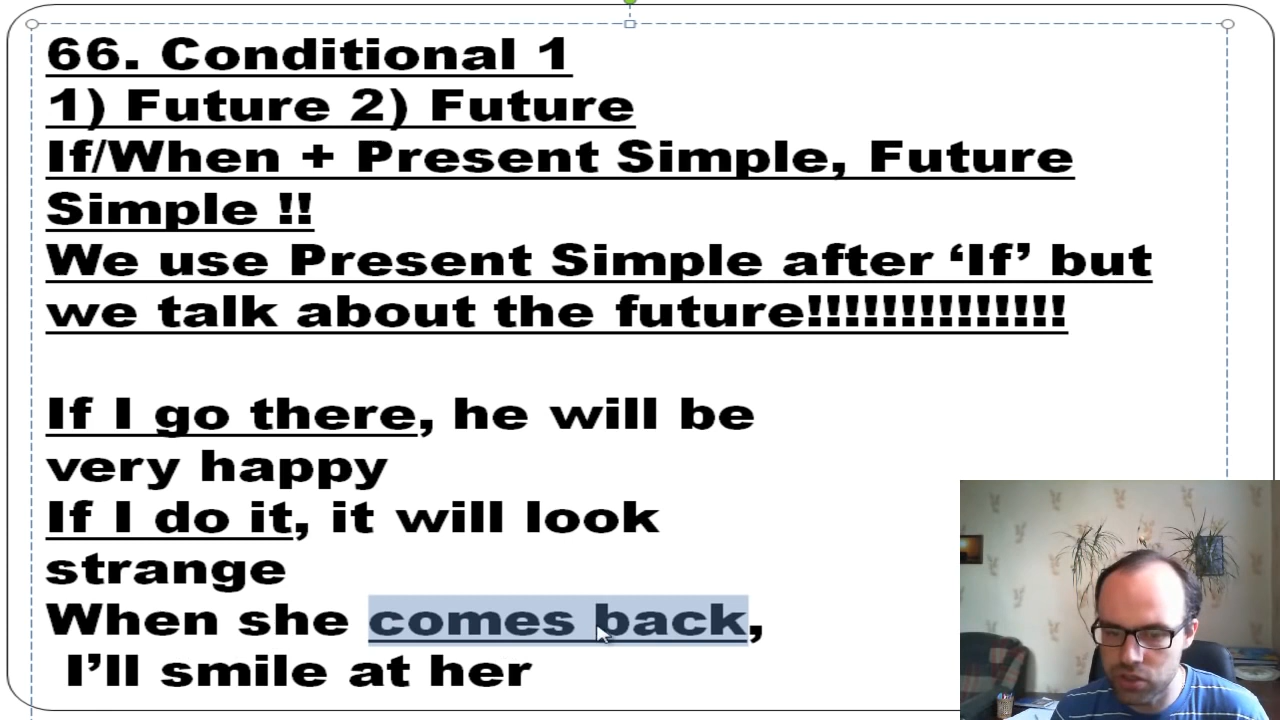 66. Conditional 1
1) Future 2) Future
If/When + Present Simple, Future
Simple !!
We use Present Simple after ‘If’ but
we talk about the future!!!!!!!!!!!!!!
If I go there, he will be
very happy
If I do it, it will look
strange
When she comes back,
I’ll smile at her